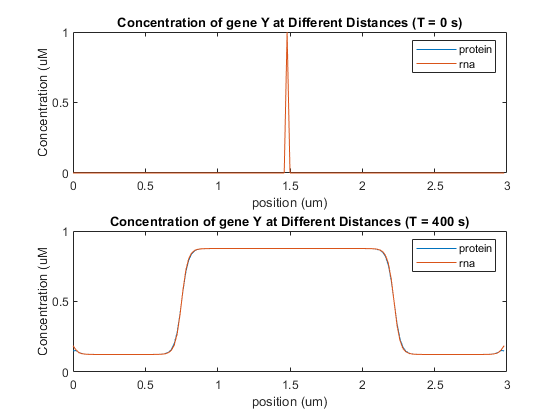 Concentration of gene Y at Different Distances (T = 0 s)
1
0.5
0
Concentration (uM
protein
rna
0 0.5 1 1.5 2 2.5 3
position (um)
Concentration of gene Y at Different Distances (T = 400 s)
1
0.5
0
Concentration (uM
protein
rna
0 0.5 1 1.5 2 2.5 3
position (um)